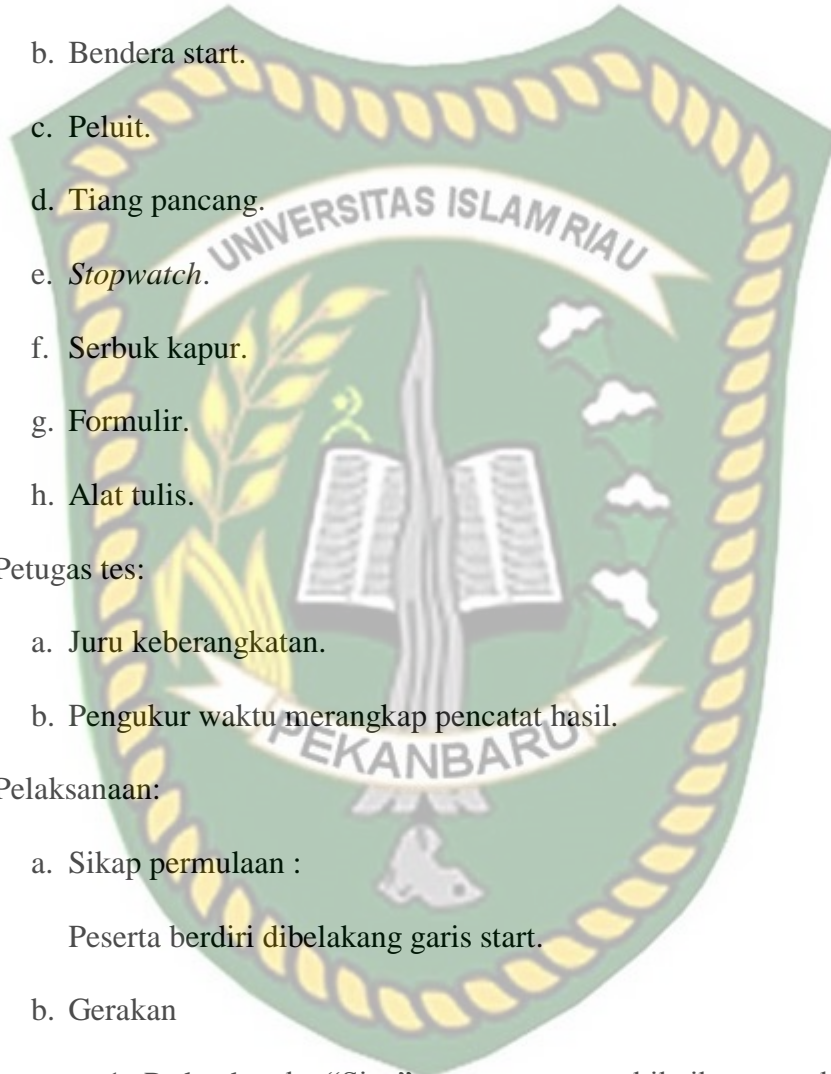 b. Bendera start.
c. Peluit.
d. Tiang pancang.
UNIVERSITAS ISLAM RIAU
e. Stopwatch.
f. Serbuk kapur.
g. Formulir.
h. Alat tulis.
Petugas tes:
a. Juru keberangkatan.
b. Pengukur waktu merangkap pencatat hasil.
PEKANBARU
Pelaksanaan:
a. Sikap permulaan :
Peserta berdiri dibelakang garis start.
b. Gerakan